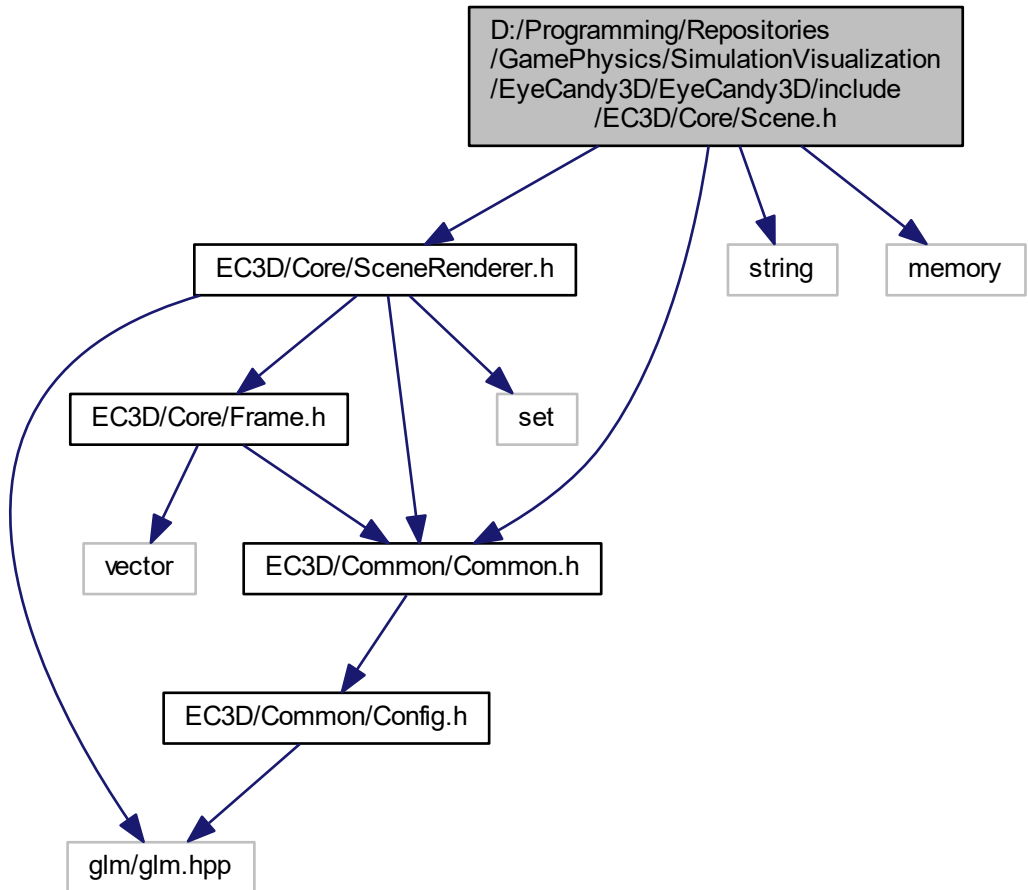 D:/Programming/Repositories
/GamePhysics/SimulationVisualization
/EyeCandy3D/EyeCandy3D/include
/EC3D/Core/Scene.h
EC3D/Core/SceneRenderer.h
string
memory
EC3D/Core/Frame.h
set
vector
EC3D/Common/Common.h
EC3D/Common/Config.h
glm/glm.hpp